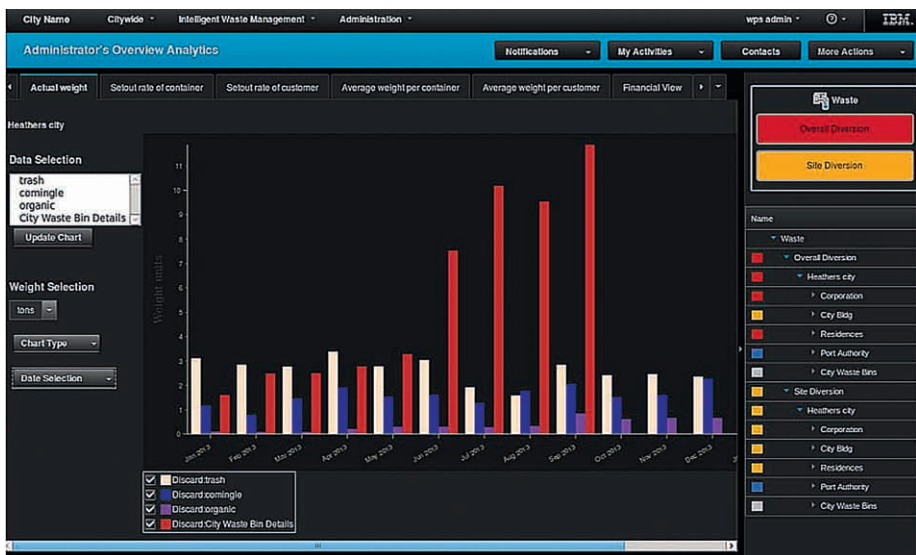 City Name Citywide Intelligent Waste Management Administration wps admin IBM.
Administrator's Overview Analytics Notifications My Activities Contacts More Actions
Actual weight Setout rate of container Setout rate of customer Average weight per container Average weight per customer Financial View
Heathers city
Data Selection
trash
comingle
organic
City Waste Bin Details
Update Chart
Weight Selection
tons
Chart Type
Date Selection
Weight units
11
10
9
8
7
6
5
4
3
2
1
0
Jan 2013 Feb 2013 Mar 2013 Apr 2013 May 2013 Jun 2013 Jul 2013 Aug 2013 Sep 2013 Oct 2013 Nov 2013 Dec 2013
Discard:trash
Discard:comingle
Discard:organic
Discard:City Waste Bin Details
Waste
Overall Diversion
Site Diversion
Name
Waste
Overall Diversion
Heathers city
Corporation
City Bldg
Residences
Port Authority
City Waste Bins
Site Diversion
Heathers city
Corporation
City Bldg
Residences
Port Authority
City Waste Bins